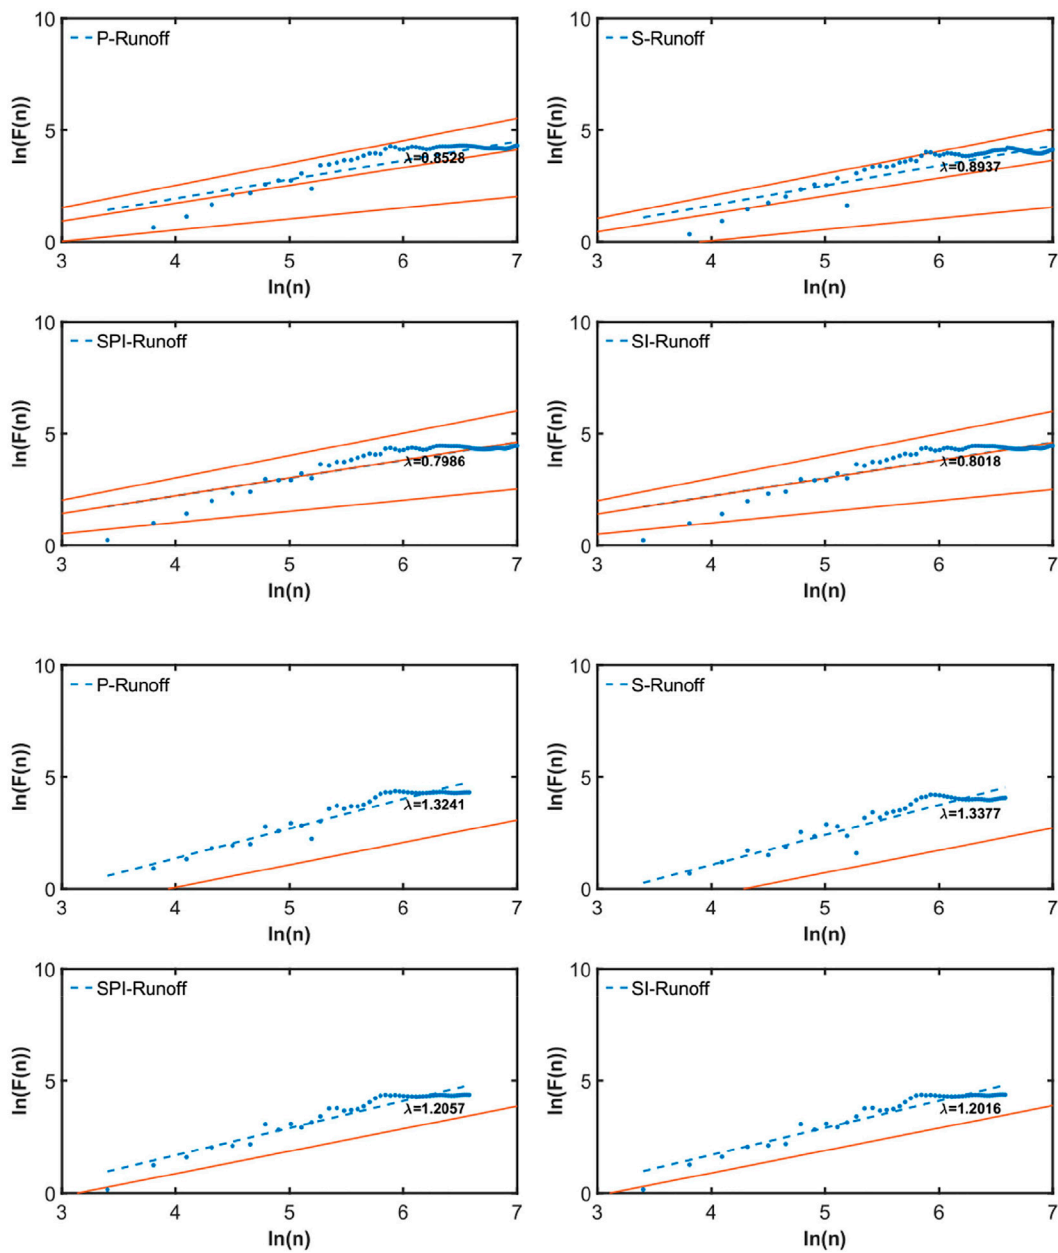 10
P-Runoff
5
0
ln(F(n))
λ=0.8528
3 4 5 6 7
ln(n)
10
S-Runoff
5
0
ln(F(n))
λ=0.8937
3 4 5 6 7
ln(n)
10
SPI-Runoff
5
0
ln(F(n))
λ=0.7986
3 4 5 6 7
ln(n)
10
SI-Runoff
5
0
ln(F(n))
λ=0.8018
3 4 5 6 7
ln(n)
10
P-Runoff
5
0
ln(F(n))
λ=1.3241
3 4 5 6 7
ln(n)
10
S-Runoff
5
0
ln(F(n))
λ=1.3377
3 4 5 6 7
ln(n)
10
SPI-Runoff
5
0
ln(F(n))
λ=1.2057
3 4 5 6 7
ln(n)
10
SI-Runoff
5
0
ln(F(n))
λ=1.2016
3 4 5 6 7
ln(n)